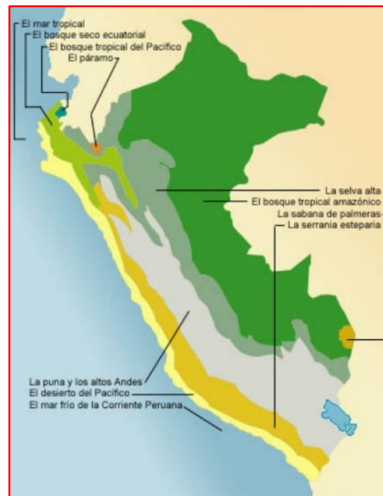 El mar tropical
El bosque seco ecuatorial
El bosque tropical del Pacífico
El páramo
La selva alta
El bosque tropical amazónico
La sabana de palmeras
La serrania esteparia
La puna y los altos Andes
El desierto del Pacífico
El mar frio de la Corriente Peruana